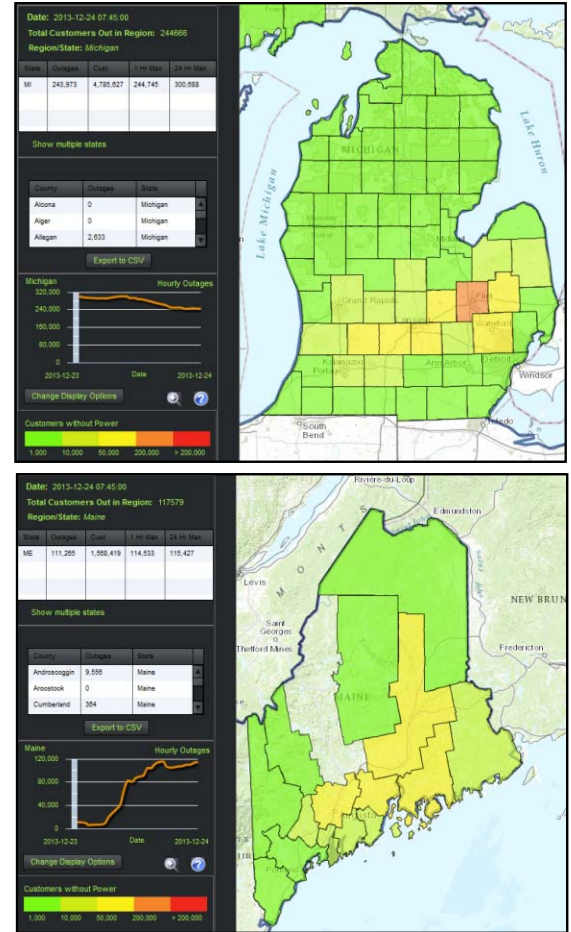 Date: 2013-12-24 07:45:00
Total Customers Out in Region: 244666
Region/State: Michigan
State Outages Cust 1 Hr Max 24 Hr Max
MI 243,973 4,785,627 244,745 300,688
Show multiple states
County Outages State
Alcona 0 Michigan
Alger 0 Michigan
Allegan 2,633 Michigan
Export to CSV
Michigan Hourly Outages
320,000
240,000
160,000
80,000
0
2013-12-23 Date 2013-12-24
Change Display Options
Customers without Power
1,000 10,000 50,000 200,000 > 200,000
MICHIGAN
Lake Michigan
Lake Huron
Midland
Grand Rapids
Lansing
Flint
Waterford
Kalamazoo
Portage
Ann Arbor
Detroit
Windsor
South
Bend
Toledo
Date: 2013-12-24 07:45:00
Total Customers Out in Region: 117579
Region/State: Maine
State Outages Cust 1 Hr Max 24 Hr Max
ME 111,265 1,568,419 114,533 115,427
Show multiple states
County Outages State
Androscoggin 9,556 Maine
Aroostook 0 Maine
Cumberland 364 Maine
Export to CSV
Maine Hourly Outages
120,000
80,000
40,000
0
2013-12-23 Date 2013-12-24
Change Display Options
Customers without Power
1,000 10,000 50,000 200,000 > 200,000
Rivière-du-Loup
Edmundston
Lévis
MONTS
NEW BRUN
Saint
Georges
Thetford Mines
Fredericton
MAINE
Augusta
Portland